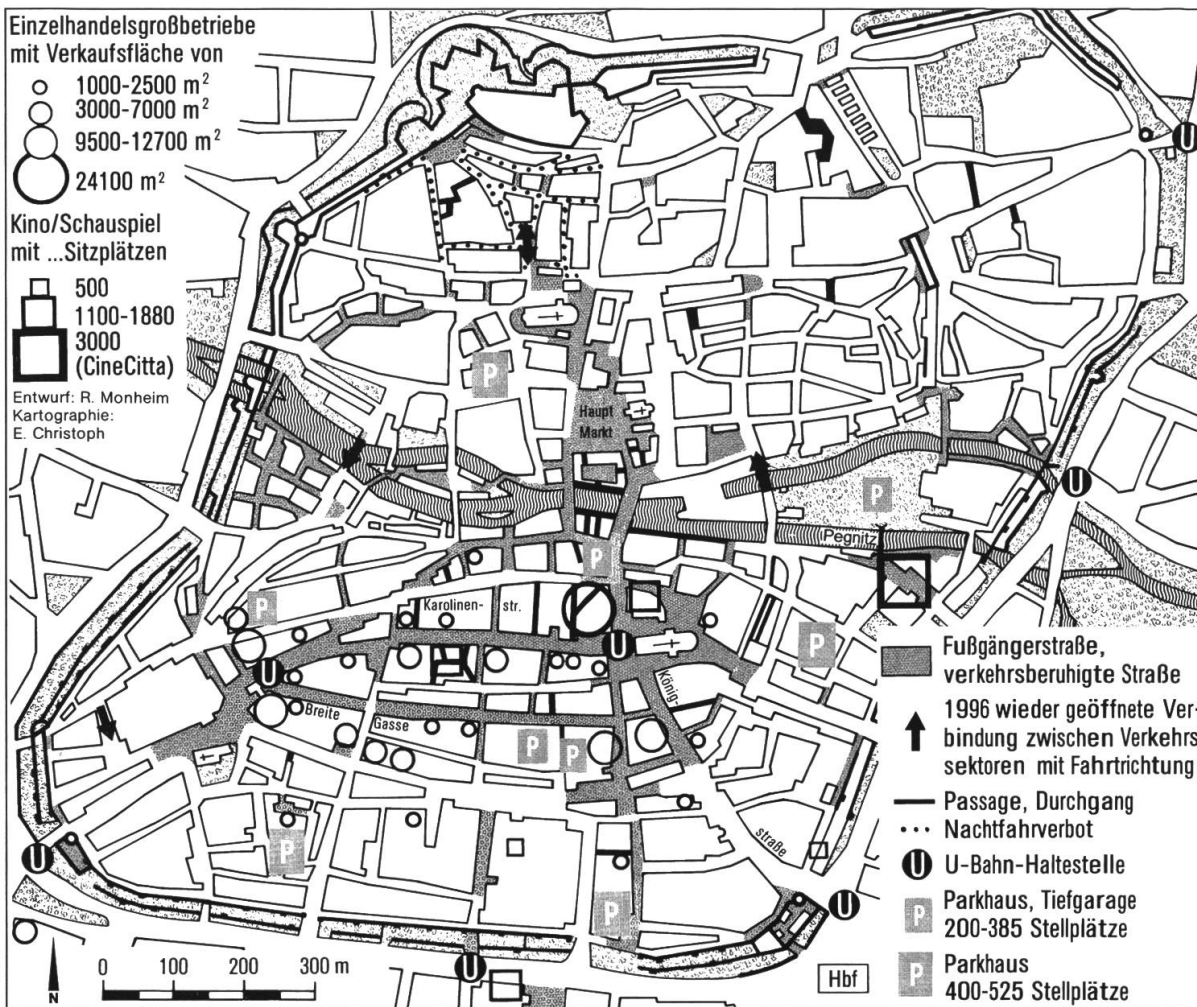 Einzelhandelsgroßbetriebe
mit Verkaufsfläche von
1000-2500 m²
3000-7000 m²
9500-12700 m²
24100 m²
Kino/Schauspiel
mit ...Sitzplätzen
500
1100-1880
3000
(CineCitta)
Entwurf: R. Monheim
Kartographie:
E. Christoph
U
P
Haupt
Markt
P
U
Pegnitz
P
P
Karolinen-
str.
U
P
U
König-
Breite
Gasse
P
P
straße
U
P
U
P
U
N
0 100 200 300 m
Hbf
Fußgängerstraße,
verkehrsberuhigte Straße
1996 wieder geöffnete Ver-
bindung zwischen Verkehrs-
sektoren mit Fahrtrichtung
Passage, Durchgang
Nachtfahrverbot
U U-Bahn-Haltestelle
P Parkhaus, Tiefgarage
200-385 Stellplätze
P Parkhaus
400-525 Stellplätze